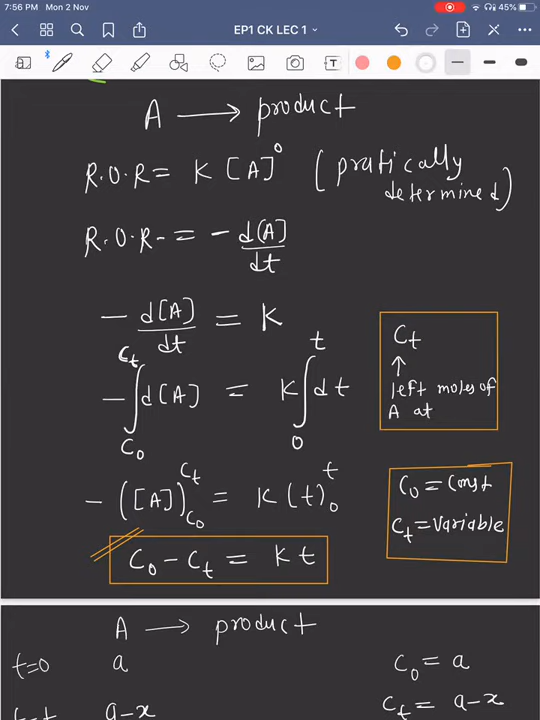 7:56 PM Mon 2 Nov
45%
EP1 CK LEC 1
T
A → product
R.O.R = K [A]⁰ (pratically determined)
R.O.R- = - d[A]/dt
- d[A]/dt = K
- ∫_{C₀}^{Cₜ} d[A] = K ∫₀ᵗ dt
Cₜ
↑
left moles of
A at
- ([A])_{C₀}^{Cₜ} = K (t)₀ᵗ
C₀ = Const
Cₜ = Variable
C₀ - Cₜ = Kt
A → product
t=0 a C₀ = a
t=t a-x Cₜ = a-x